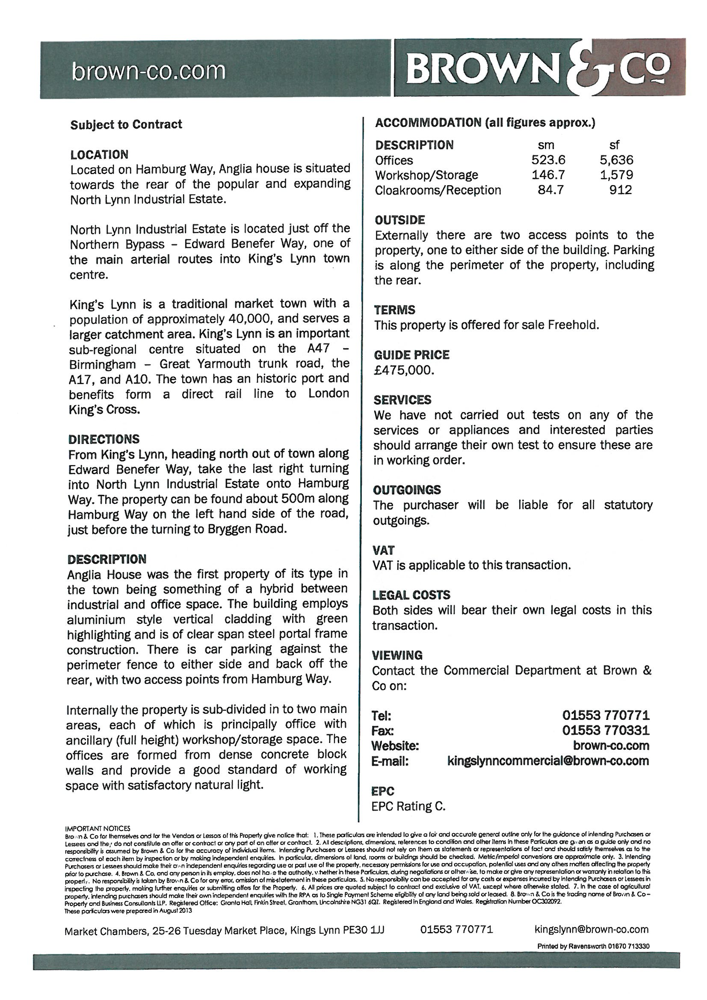 brown-co.com
BROWN & CO
Subject to Contract
LOCATION
Located on Hamburg Way, Anglia house is situated
towards the rear of the popular and expanding
North Lynn Industrial Estate.
North Lynn Industrial Estate is located just off the
Northern Bypass – Edward Benefer Way, one of
the main arterial routes into King's Lynn town
centre.
King's Lynn is a traditional market town with a
population of approximately 40,000, and serves a
larger catchment area. King's Lynn is an important
sub-regional centre situated on the A47 –
Birmingham – Great Yarmouth trunk road, the
A17, and A10. The town has an historic port and
benefits form a direct rail line to London
King's Cross.
DIRECTIONS
From King's Lynn, heading north out of town along
Edward Benefer Way, take the last right turning
into North Lynn Industrial Estate onto Hamburg
Way. The property can be found about 500m along
Hamburg Way on the left hand side of the road,
just before the turning to Bryggen Road.
DESCRIPTION
Anglia House was the first property of its type in
the town being something of a hybrid between
industrial and office space. The building employs
aluminium style vertical cladding with green
highlighting and is of clear span steel portal frame
construction. There is car parking against the
perimeter fence to either side and back off the
rear, with two access points from Hamburg Way.
Internally the property is sub-divided in to two main
areas, each of which is principally office with
ancillary (full height) workshop/storage space. The
offices are formed from dense concrete block
walls and provide a good standard of working
space with satisfactory natural light.
ACCOMMODATION (all figures approx.)
DESCRIPTION sm sf
Offices 523.6 5,636
Workshop/Storage 146.7 1,579
Cloakrooms/Reception 84.7 912
OUTSIDE
Externally there are two access points to the
property, one to either side of the building. Parking
is along the perimeter of the property, including
the rear.
TERMS
This property is offered for sale Freehold.
GUIDE PRICE
£475,000.
SERVICES
We have not carried out tests on any of the
services or appliances and interested parties
should arrange their own test to ensure these are
in working order.
OUTGOINGS
The purchaser will be liable for all statutory
outgoings.
VAT
VAT is applicable to this transaction.
LEGAL COSTS
Both sides will bear their own legal costs in this
transaction.
VIEWING
Contact the Commercial Department at Brown &
Co on:
Tel: 01553 770771
Fax: 01553 770331
Website: brown-co.com
E-mail: kingslynncommercial@brown-co.com
EPC
EPC Rating C.
IMPORTANT NOTICES
Brown & Co for themselves and for the Vendors or Lessors of this Property give notice that: 1. These particulars are intended to give a fair and accurate general outline only for the guidance of intending Purchasers or
Lessees and they do not constitute an offer or contract or any part of an offer or contract. 2. All descriptions, dimensions, references to condition and other items in these Particulars are given as a guide only and no
responsibility is assumed by Brown & Co for the accuracy of individual items. Intending Purchasers or Lessees should not rely on them as statements or representations of fact and should satisfy themselves as to the
correctness of each item by inspection or by making independent enquiries. In particular, dimensions of land, rooms or buildings should be checked. Metric/imperial conversions are approximate only. 3. Intending
Purchasers or Lessees should make their own independent enquiries regarding use or past use of the property, necessary permissions for use and occupation, potential uses and any others matters affecting the property
prior to purchase. 4. Brown & Co, and any person in its employ, does not have the authority, whether in these Particulars, during negotiations or otherwise, to make or give any representation or warranty in relation to this
property. No responsibility is taken by Brown & Co for any error, omission of mis-statement in these particulars. 5. No responsibility can be accepted for any costs or expenses incurred by intending Purchasers or Lessees in
inspecting the property, making further enquiries or submitting offers for the Property. 6. All prices are quoted subject to contract and exclusive of VAT, except where otherwise stated. 7. In the case of agricultural
property, intending purchasers should make their own independent enquiries with the RPA as to Single Payment Scheme eligibility of any land being sold or leased. 8. Brown & Co is the trading name of Brown & Co –
Property and Business Consultants LLP. Registered Office: Granta Hall, Finkin Street, Grantham, Lincolnshire NG31 6QZ. Registered in England and Wales. Registration Number OC302092.
These particulars were prepared in August 2013
Market Chambers, 25-26 Tuesday Market Place, Kings Lynn PE30 1JJ 01553 770771 kingslynn@brown-co.com
Printed by Ravensworth 01670 713330